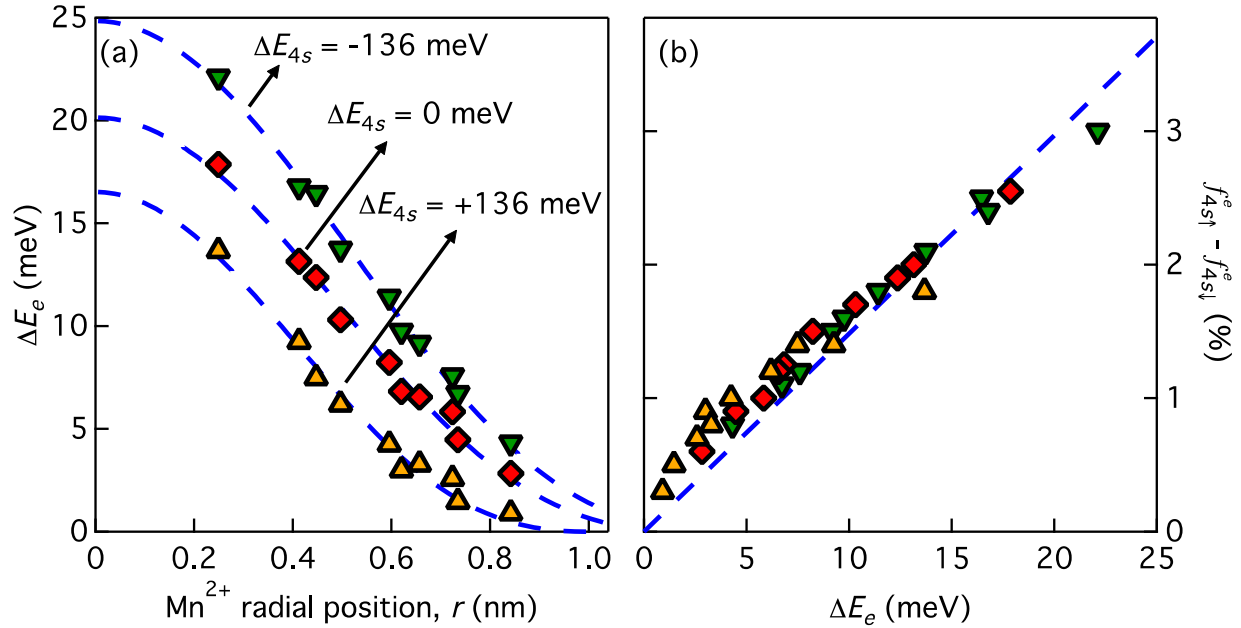 (a)
ΔE₄ₛ = -136 meV
ΔE₄ₛ = 0 meV
ΔE₄ₛ = +136 meV
25
20
15
10
5
0
ΔEₑ (meV)
0
0.2
0.4
0.6
0.8
1.0
Mn²⁺ radial position, r (nm)
(b)
3
2
1
0
fᵉ₄ₛ↑ - fᵉ₄ₛ↓ (%)
0
5
10
15
20
25
ΔEₑ (meV)